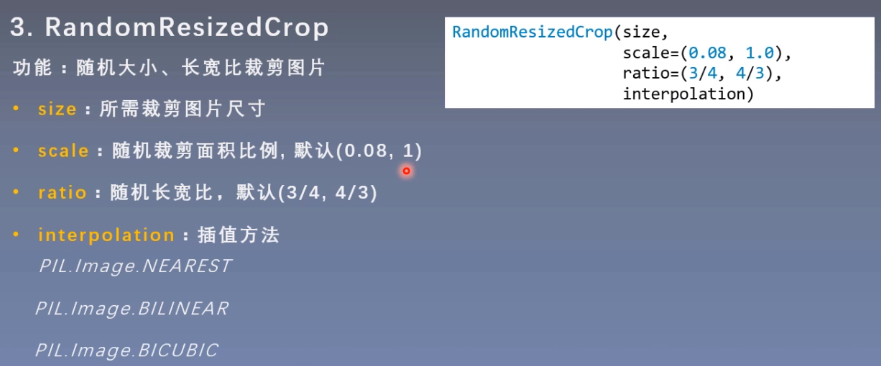 3. RandomResizedCrop
功能：随机大小、长宽比裁剪图片
• size：所需裁剪图片尺寸
• scale：随机裁剪面积比例, 默认(0.08, 1)
• ratio：随机长宽比，默认(3/4, 4/3)
• interpolation：插值方法
PIL.Image.NEAREST
PIL.Image.BILINEAR
PIL.Image.BICUBIC
RandomResizedCrop(size,
scale=(0.08, 1.0),
ratio=(3/4, 4/3),
interpolation)